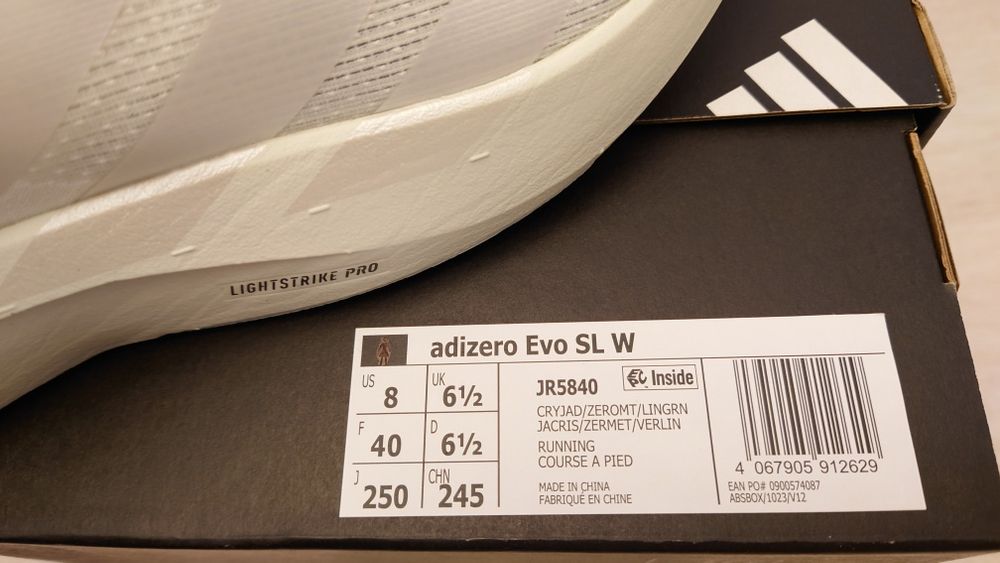 LIGHTSTRIKE PRO
adizero Evo SL W
US 8 UK 6½
F 40 D 6½
J 250 CHN 245
JR5840 Inside
CRYJAD/ZEROMT/LINGRN
JACRIS/ZERMET/VERLIN
RUNNING
COURSE A PIED
MADE IN CHINA
FABRIQUÉ EN CHINE
4 067905 912629
EAN PO# 0900574087
ABSBOX/1023/V12